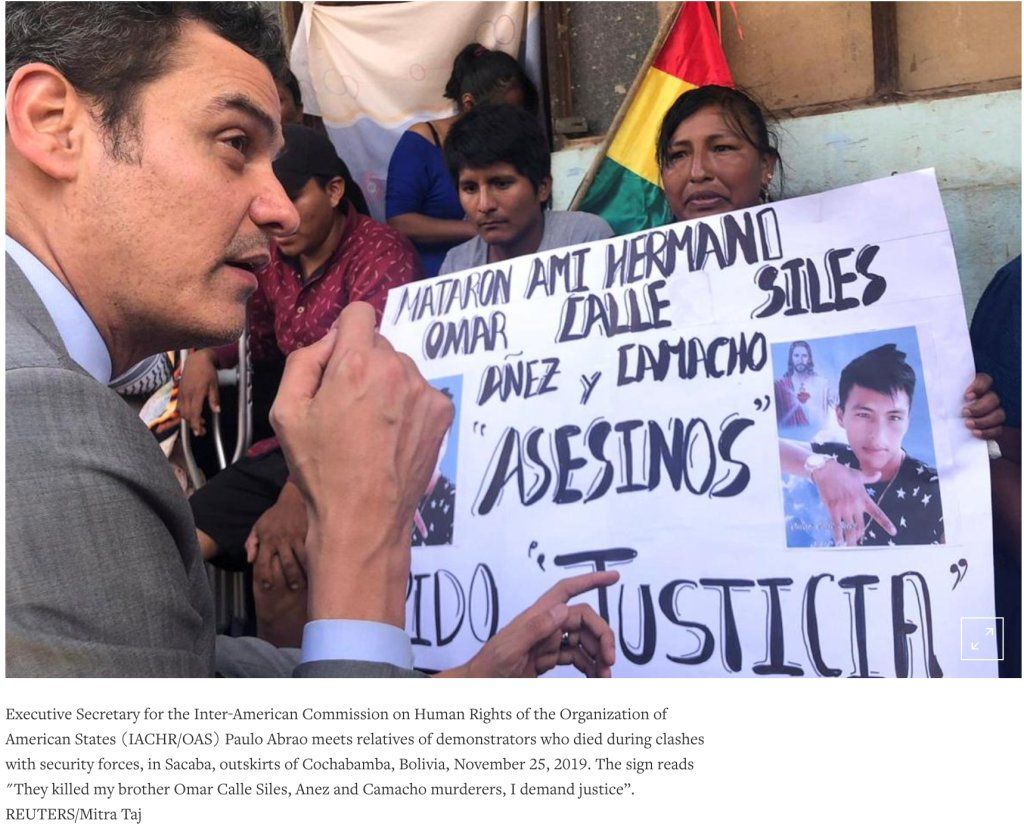 MATARON AMI HERMANO
OMAR CALLE SILES
AÑEZ y CAMACHO
"ASESINOS"
PIDO "JUSTICIA"
Executive Secretary for the Inter-American Commission on Human Rights of the Organization of
American States (IACHR/OAS) Paulo Abrao meets relatives of demonstrators who died during clashes
with security forces, in Sacaba, outskirts of Cochabamba, Bolivia, November 25, 2019. The sign reads
"They killed my brother Omar Calle Siles, Anez and Camacho murderers, I demand justice”.
REUTERS/Mitra Taj